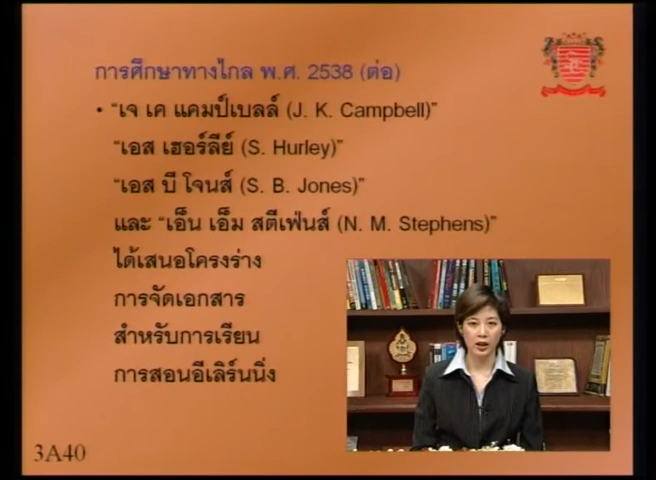 การศึกษาทางไกล พ.ศ. 2538 (ต่อ)
• “เจ เค แคมป์เบลล์ (J. K. Campbell)”
“เอส เฮอร์ลีย์ (S. Hurley)”
“เอส บี โจนส์ (S. B. Jones)”
และ “เอ็น เอ็ม สตีเฟ่นส์ (N. M. Stephens)”
ได้เสนอโครงร่าง
การจัดเอกสาร
สำหรับการเรียน
การสอนอีเลิร์นนิ่ง
3A40